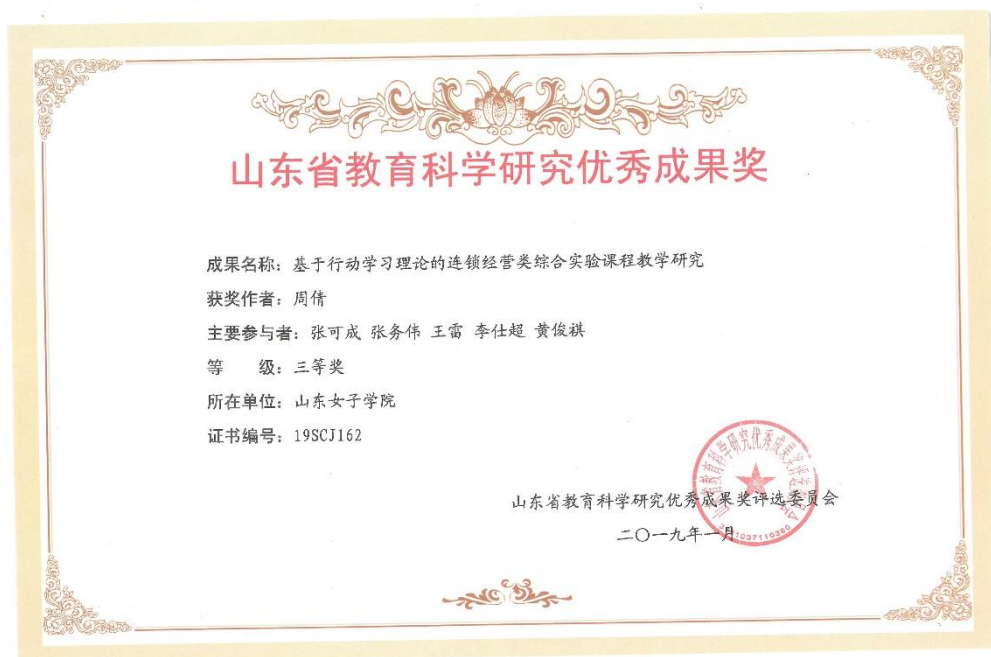 山东省教育科学研究优秀成果奖
成果名称：基于行动学习理论的连锁经营类综合实验课程教学研究
获奖作者：周倩
主要参与者：张可成 张务伟 王雷 李仕超 黄俊祺
等 级：三等奖
所在单位：山东女子学院
证书编号：19SCJ162
山东省教育科学研究优秀成果奖评选委员会
二〇一九年一月